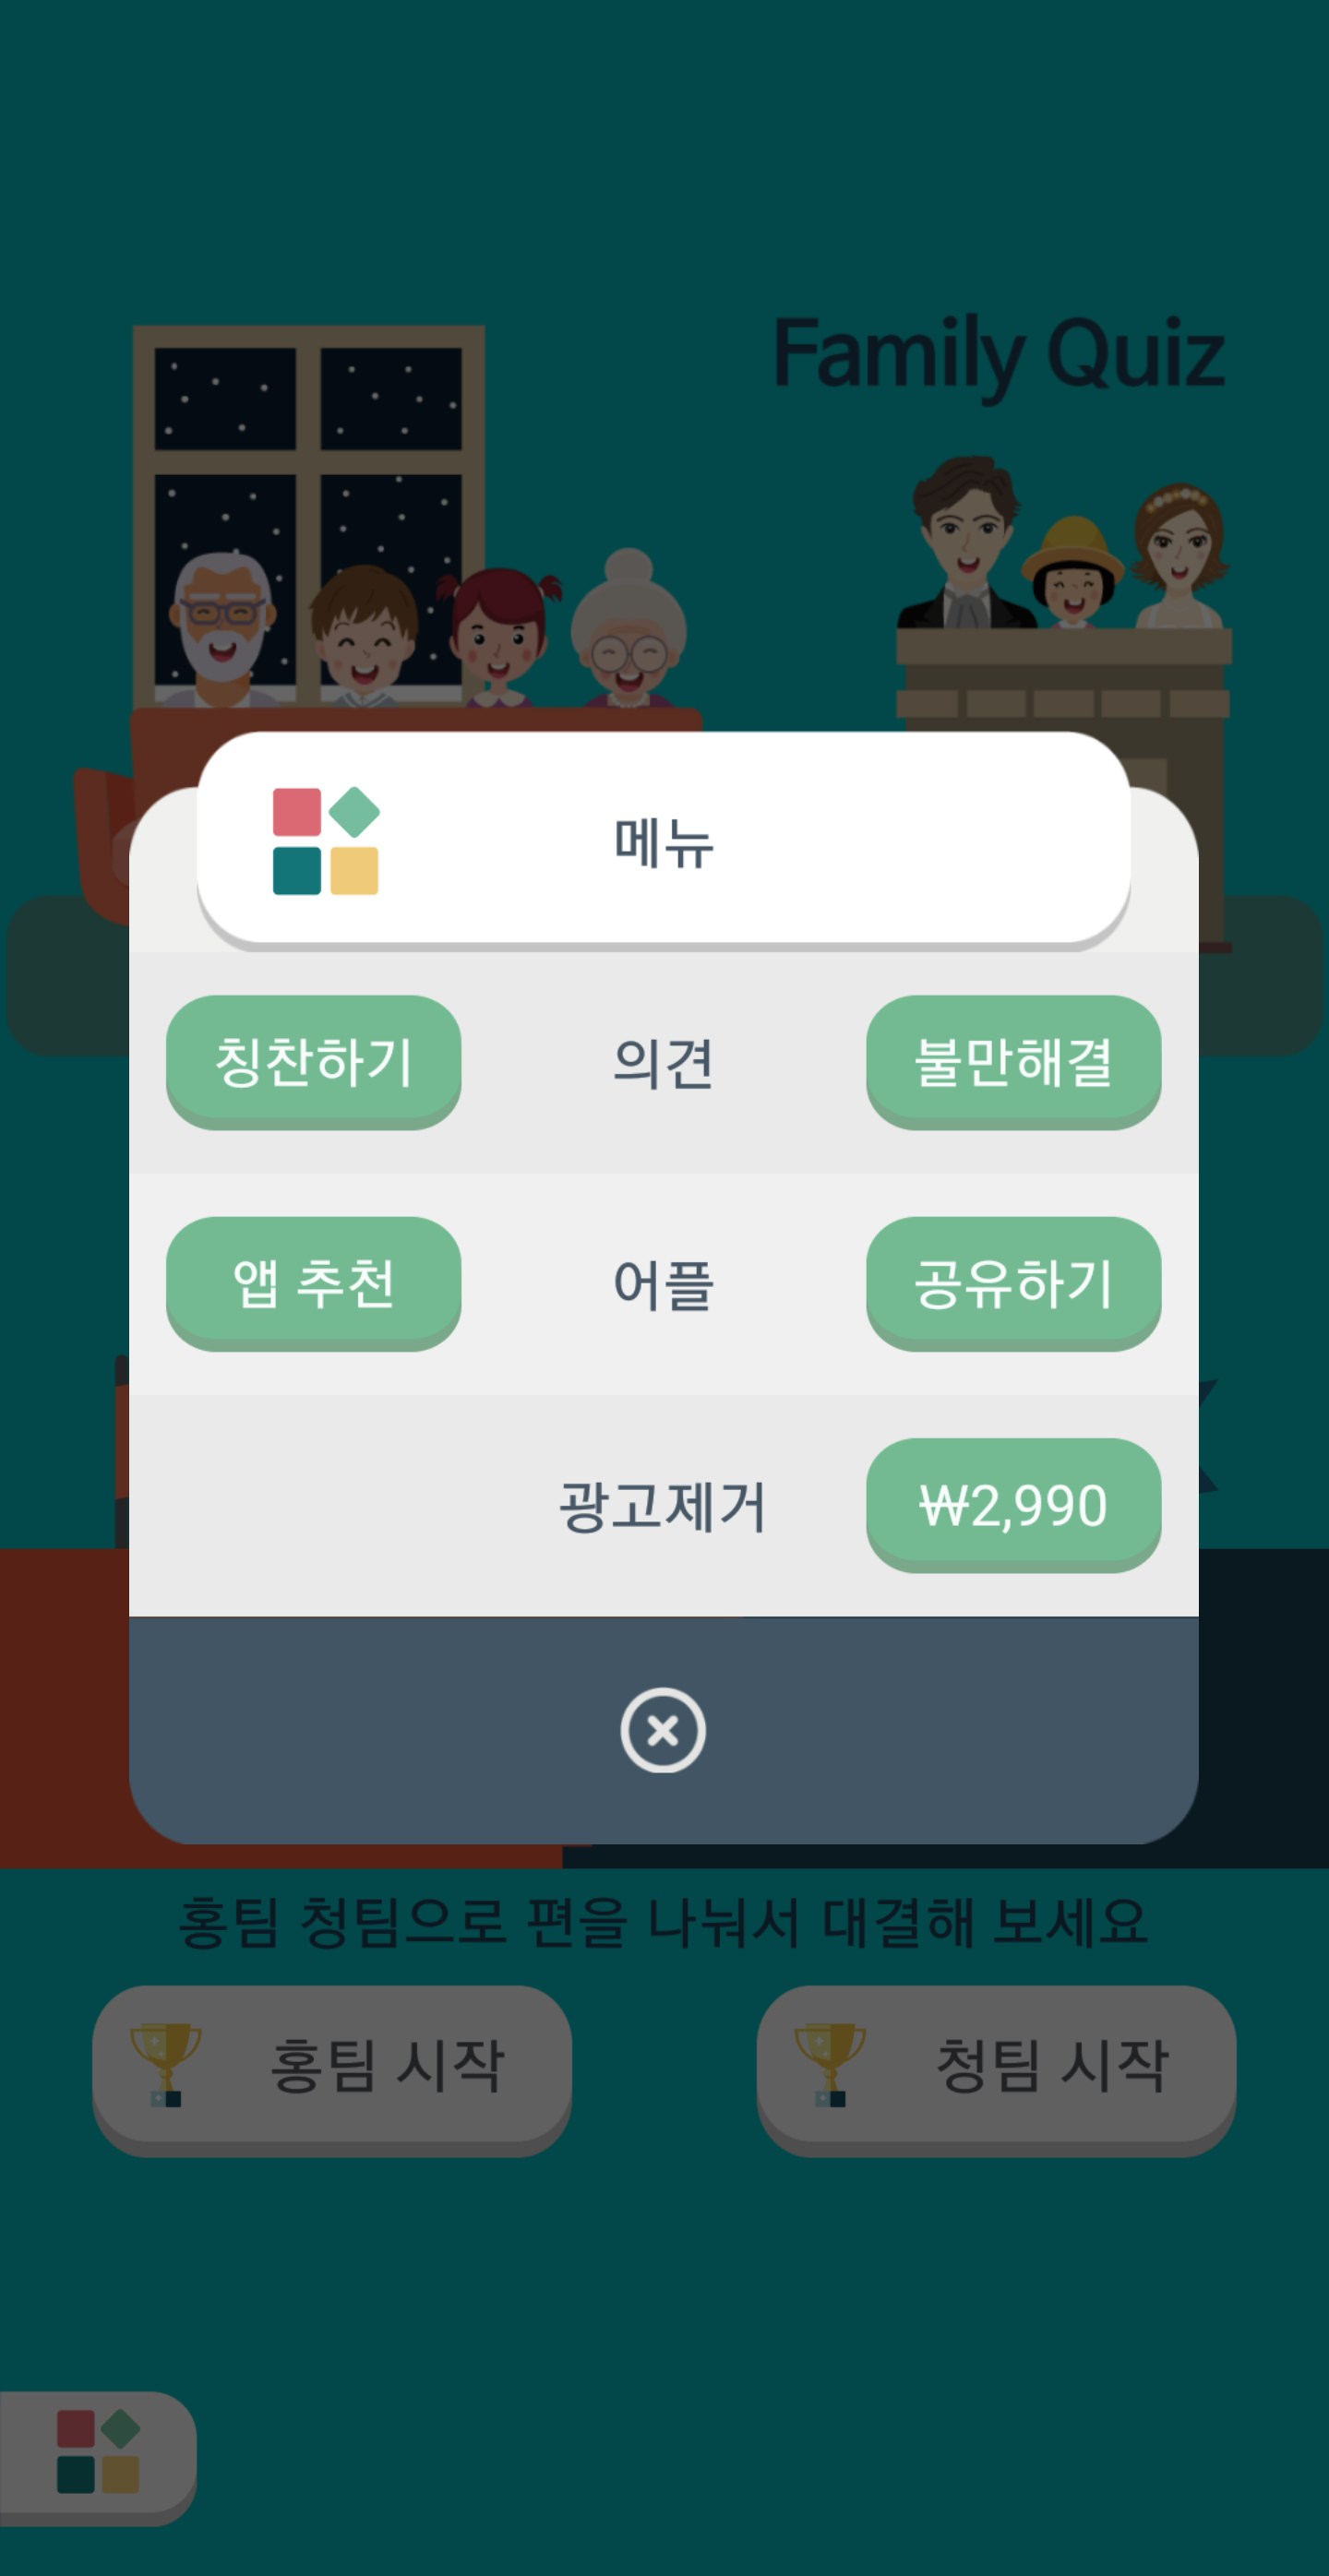 Family Quiz
메뉴
칭찬하기 의견 불만해결
앱 추천 어플 공유하기
광고제거 ₩2,990
홍팀 청팀으로 편을 나눠서 대결해 보세요
홍팀 시작 청팀 시작